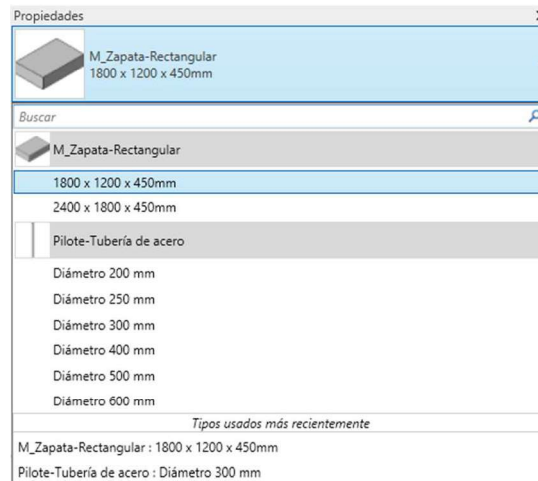 Propiedades
M_Zapata-Rectangular
1800 x 1200 x 450mm
Buscar
M_Zapata-Rectangular
1800 x 1200 x 450mm
2400 x 1800 x 450mm
Pilote-Tubería de acero
Diámetro 200 mm
Diámetro 250 mm
Diámetro 300 mm
Diámetro 400 mm
Diámetro 500 mm
Diámetro 600 mm
Tipos usados más recientemente
M_Zapata-Rectangular : 1800 x 1200 x 450mm
Pilote-Tubería de acero : Diámetro 300 mm